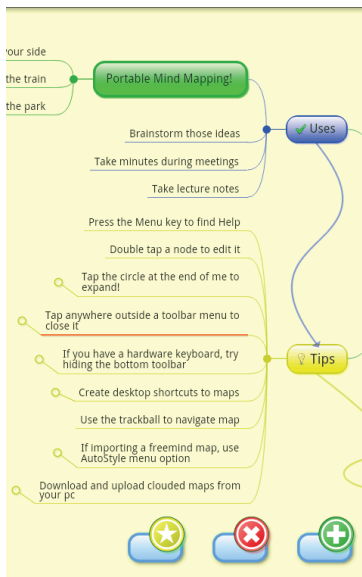 your side
the train
the park
Portable Mind Mapping!
Uses
Brainstorm those ideas
Take minutes during meetings
Take lecture notes
Press the Menu key to find Help
Double tap a node to edit it
Tap the circle at the end of me to
expand!
Tap anywhere outside a toolbar menu to
close it
If you have a hardware keyboard, try
hiding the bottom toolbar
Tips
Create desktop shortcuts to maps
Use the trackball to navigate map
If importing a freemind map, use
AutoStyle menu option
Download and upload clouded maps from
your pc